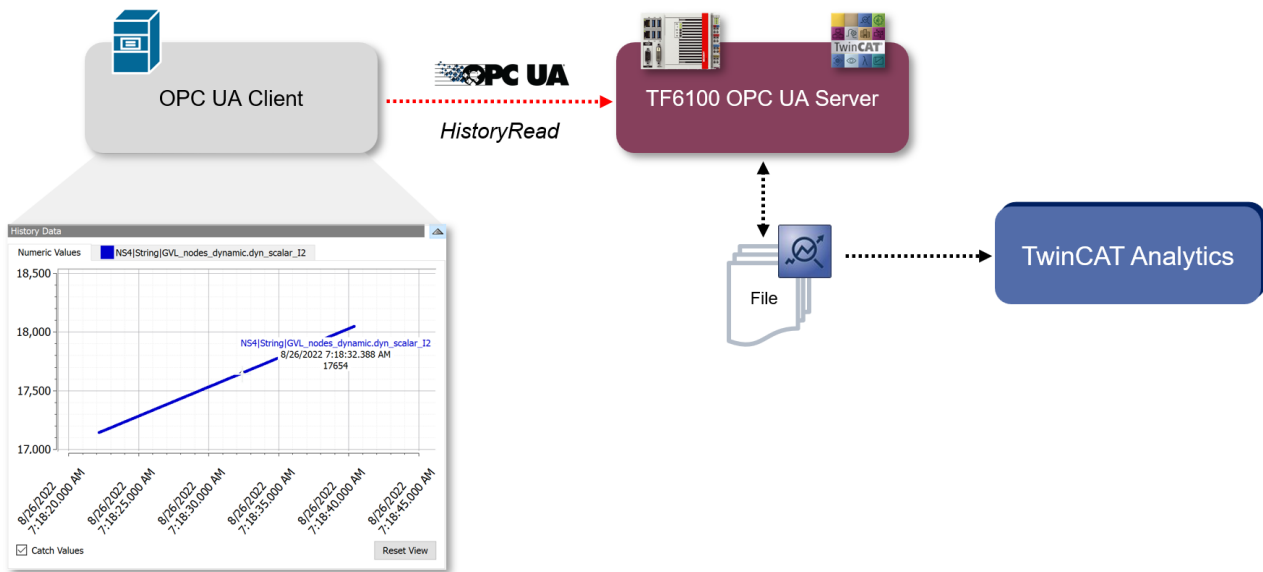 OPC UA Client
OPC UA
HistoryRead
TwinCAT
TF6100 OPC UA Server
File
TwinCAT Analytics
History Data
Numeric Values
NS4|String|GVL_nodes_dynamic.dyn_scalar_I2
18,500
18,000
17,500
17,000
NS4|String|GVL_nodes_dynamic.dyn_scalar_I2
8/26/2022 7:18:32.388 AM
17654
8/26/2022
7:18:20.000 AM
8/26/2022
7:18:25.000 AM
8/26/2022
7:18:30.000 AM
8/26/2022
7:18:35.000 AM
8/26/2022
7:18:40.000 AM
8/26/2022
7:18:45.000 AM
Catch Values
Reset View